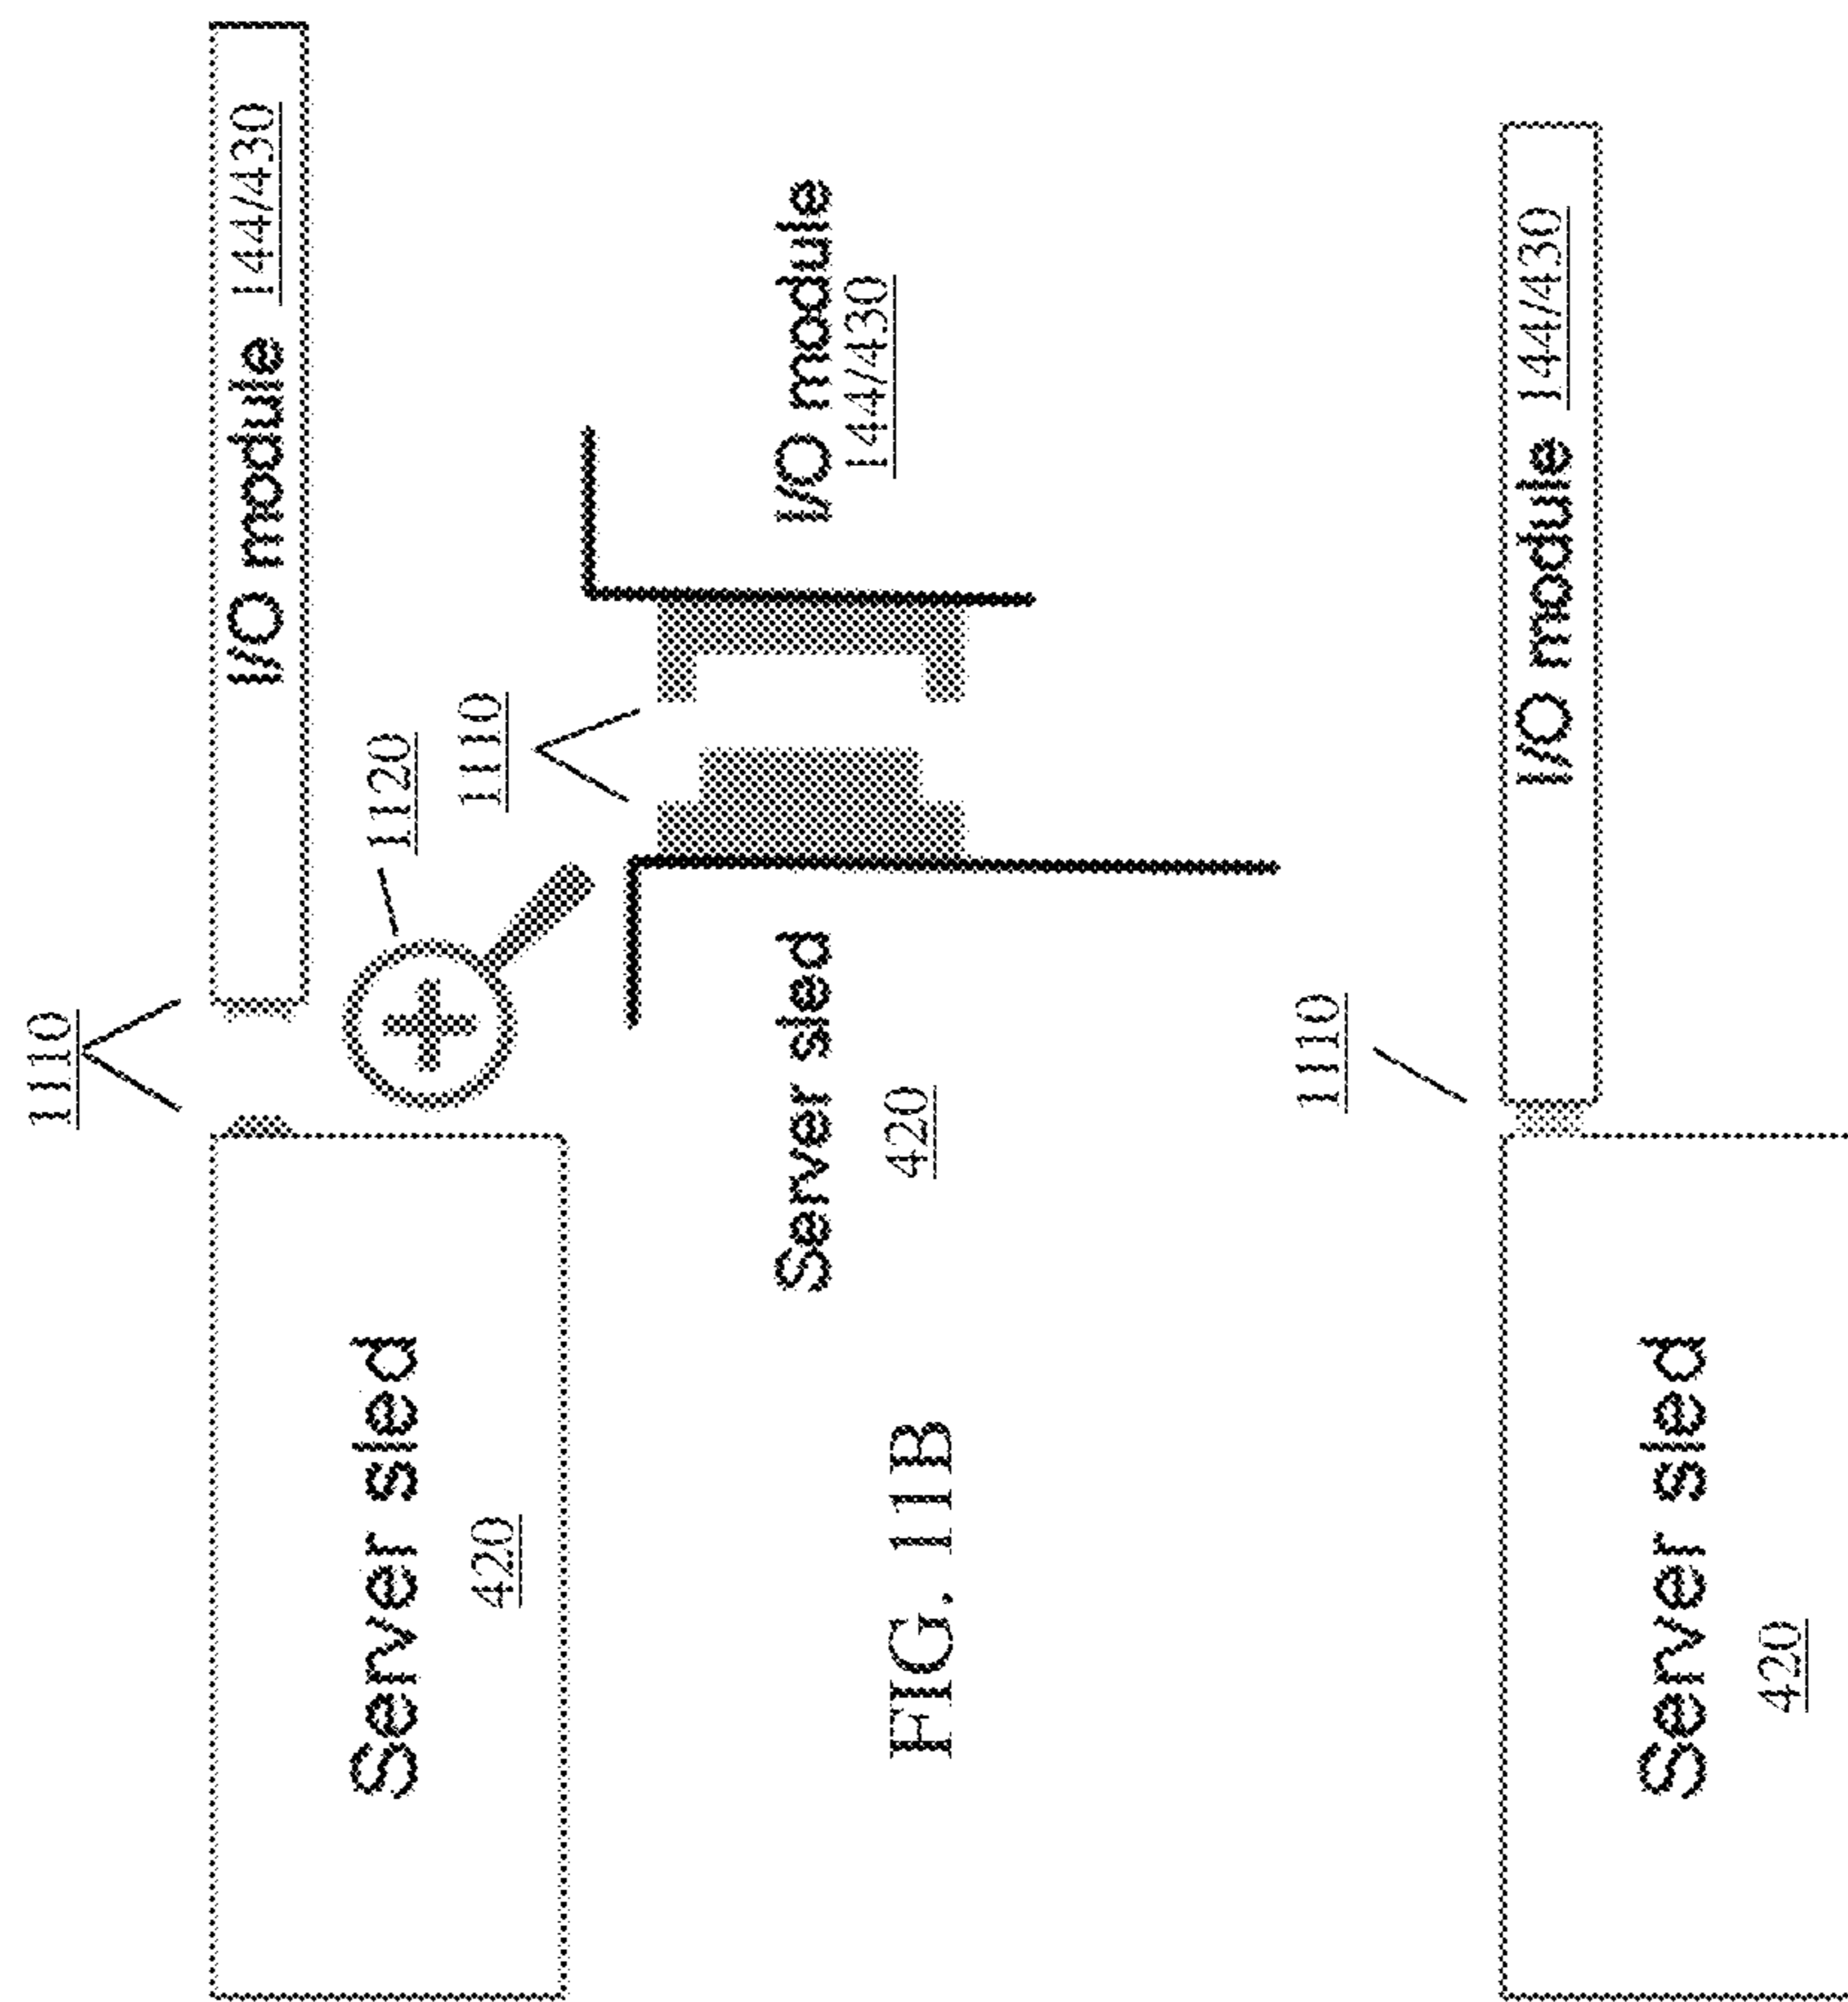 1110
I/O module 144/430
Server sled
420
1120
1110
I/O module
144/430
Server sled
420
FIG. 11B
1110
I/O module 144/430
Server sled
420